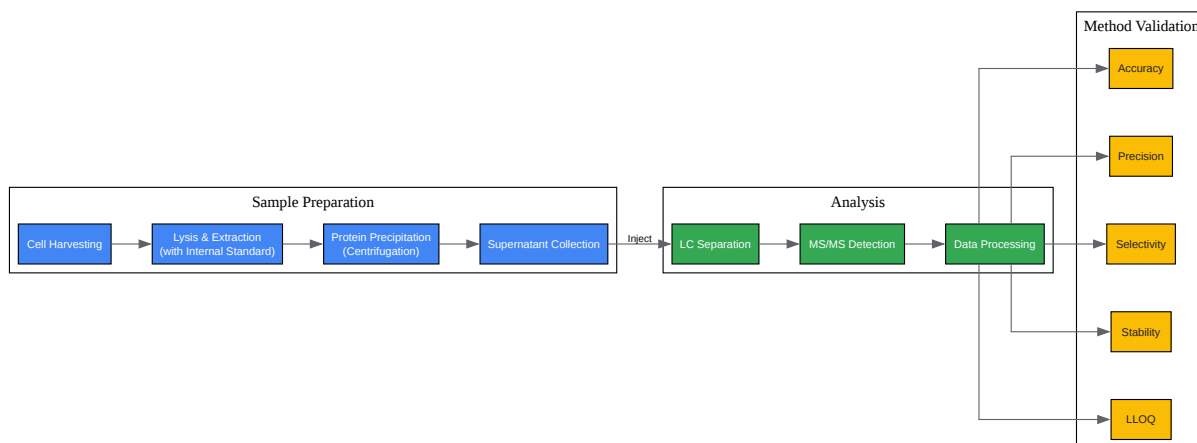 Method Validation
Accuracy
Precision
Sample Preparation
Analysis
Cell Harvesting
Lysis & Extraction
(with Internal Standard)
Protein Precipitation
(Centrifugation)
Supernatant Collection
Inject
LC Separation
MS/MS Detection
Data Processing
Selectivity
Stability
LLOQ